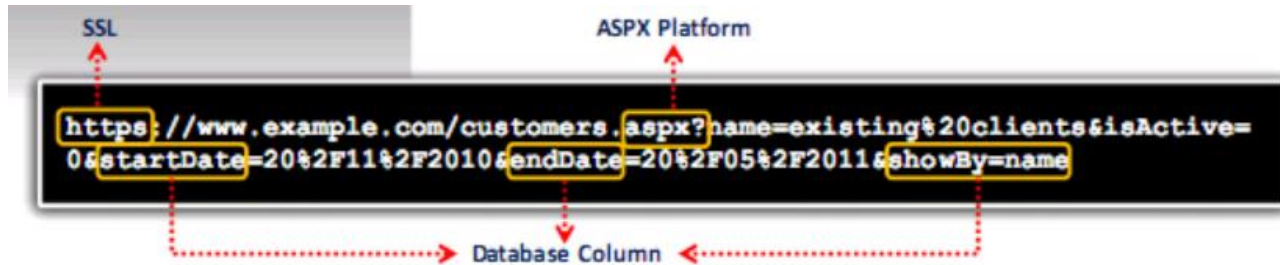 SSL
ASPX Platform
https://www.example.com/customers.aspx?name=existing%20clients&isActive=
0&startDate=20%2F11%2F2010&endDate=20%2F05%2F2011&showBy=name
Database Column